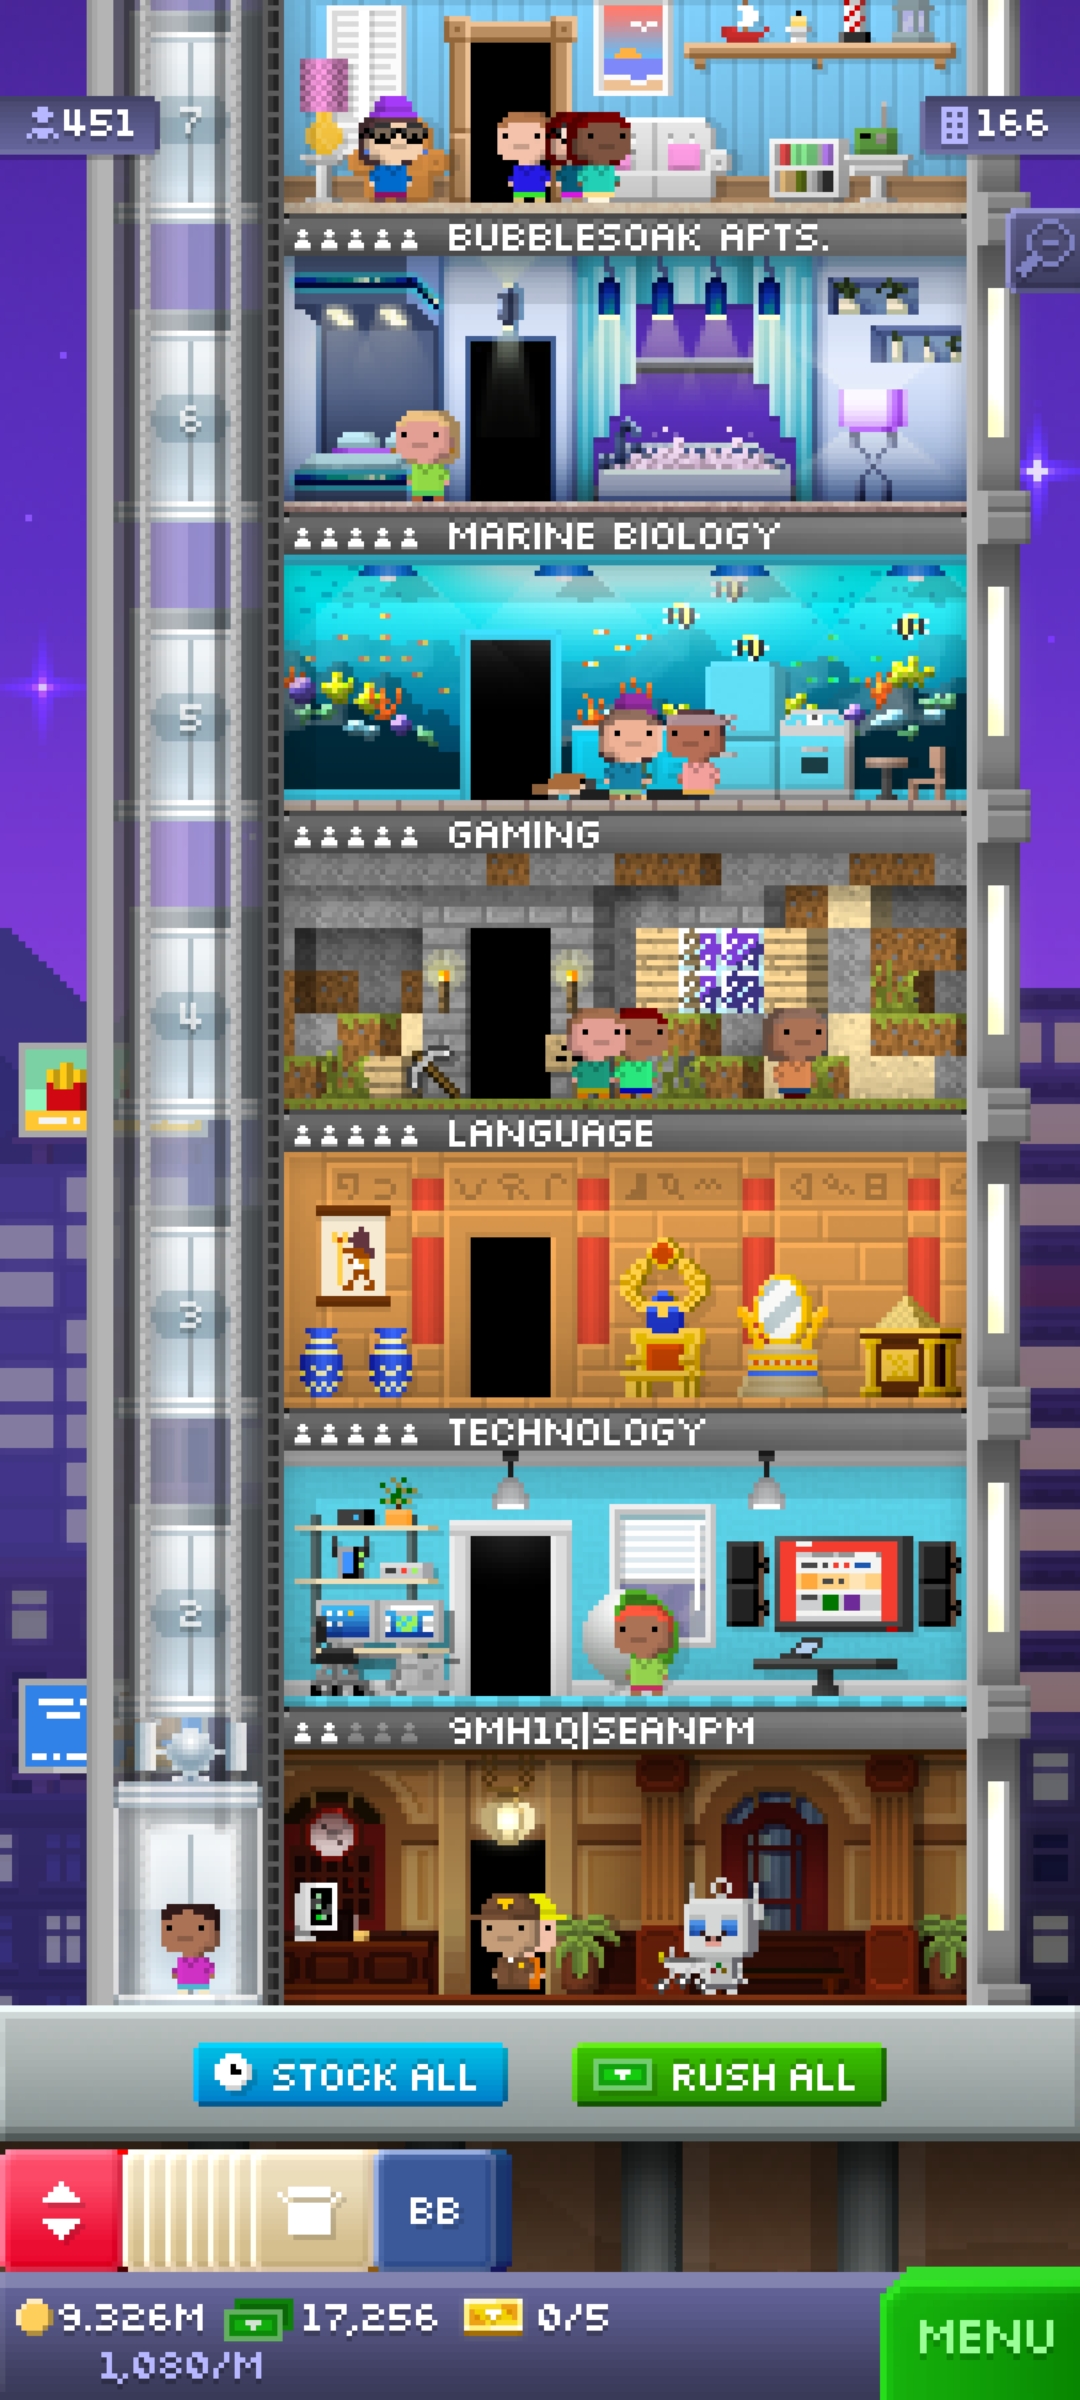 451
7
166
BUBBLESOAK APTS.
6
MARINE BIOLOGY
5
GAMING
4
LANGUAGE
3
TECHNOLOGY
2
9MH1Q|SEANPM
STOCK ALL
RUSH ALL
BB
9.326M 17,256 0/5
MENU
1,080/M